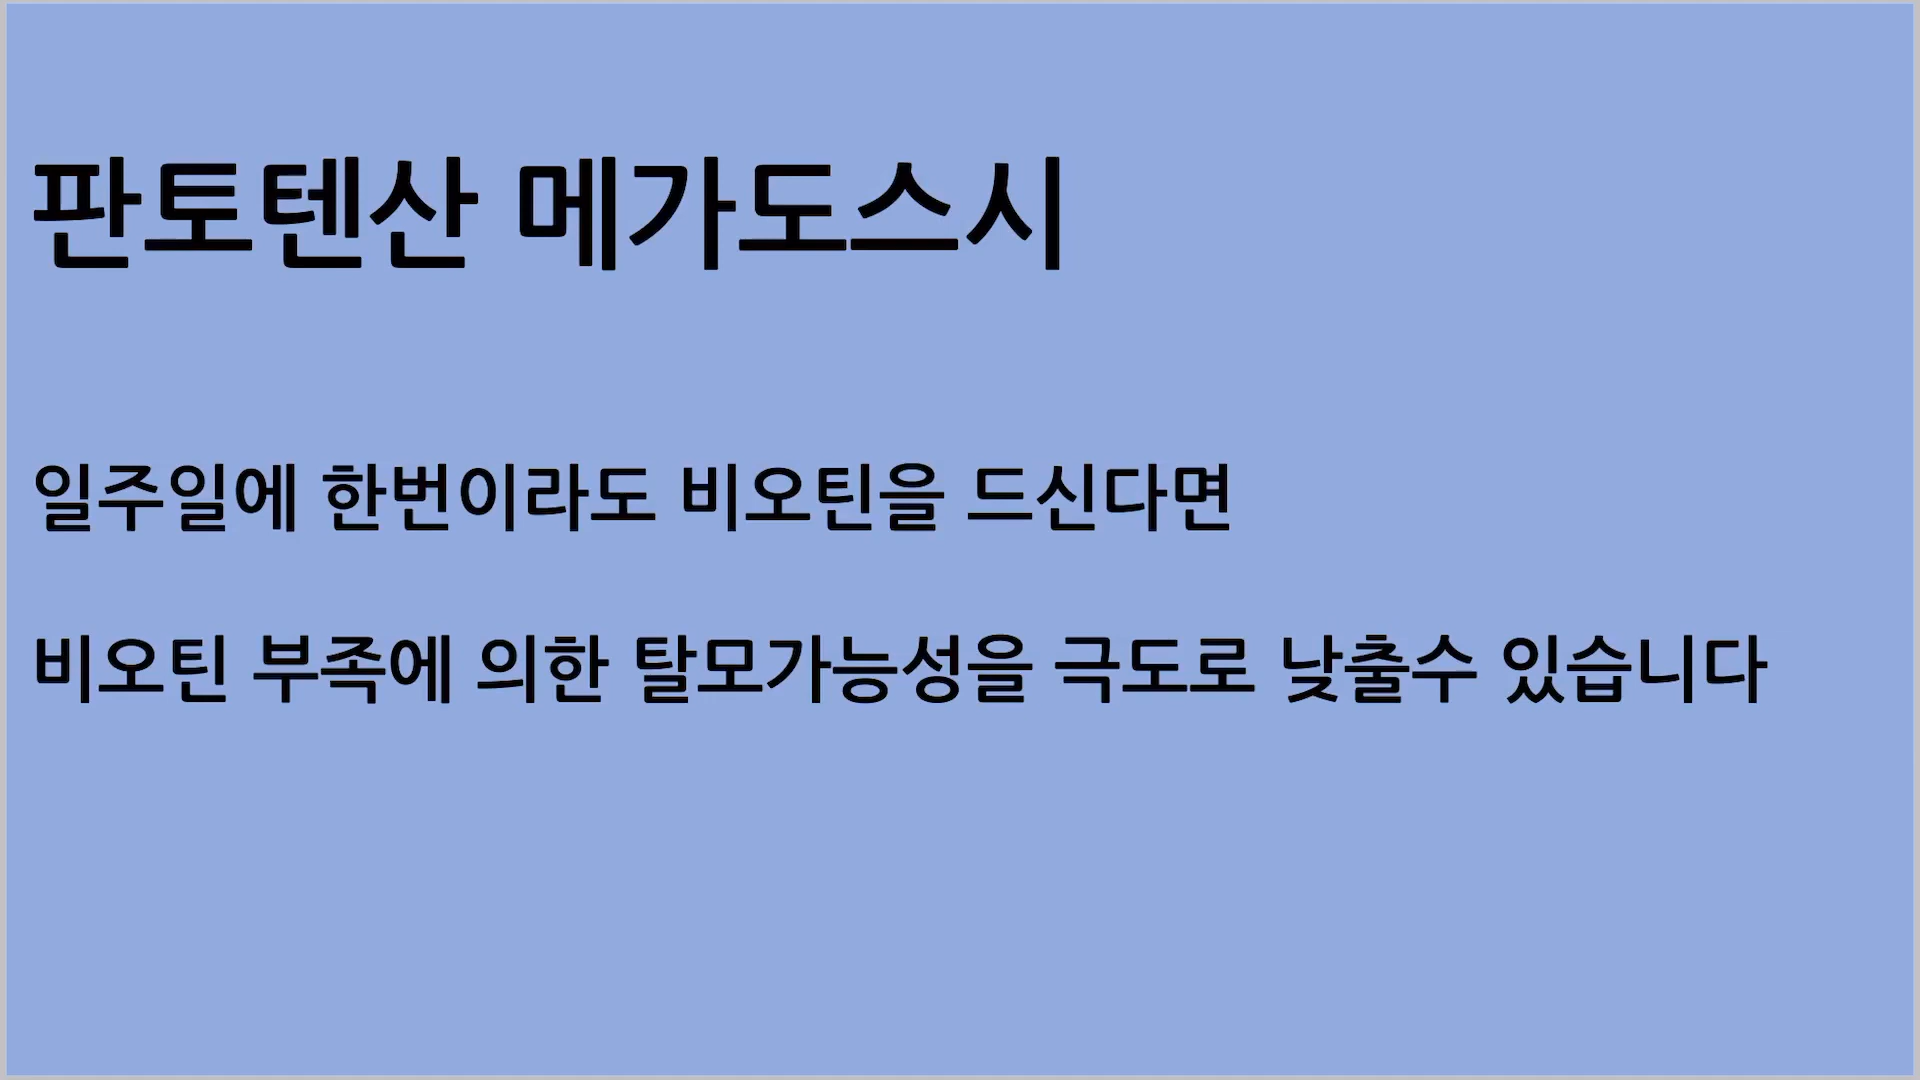 판토텐산 메가도스시
일주일에 한번이라도 비오틴을 드신다면
비오틴 부족에 의한 탈모가능성을 극도로 낮출수 있습니다